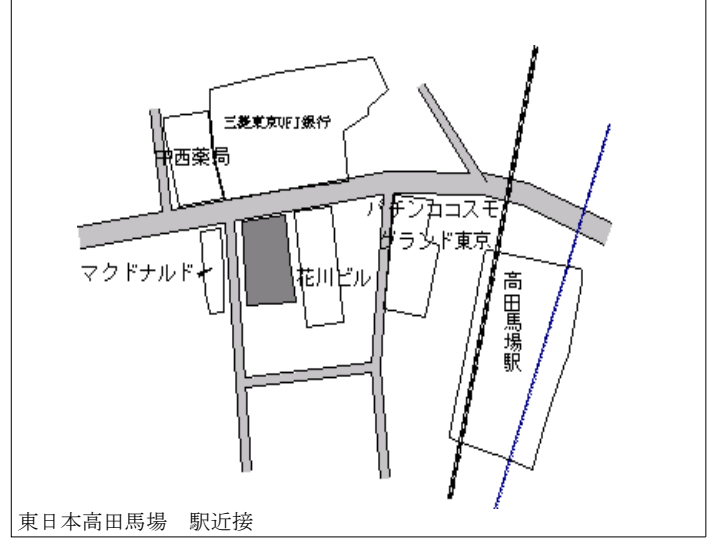 三菱東京UFJ銀行
中西薬局
パチンココスモ
グランド東京
マクドナルド
花川ビル
高田馬場駅
東日本高田馬場　駅近接